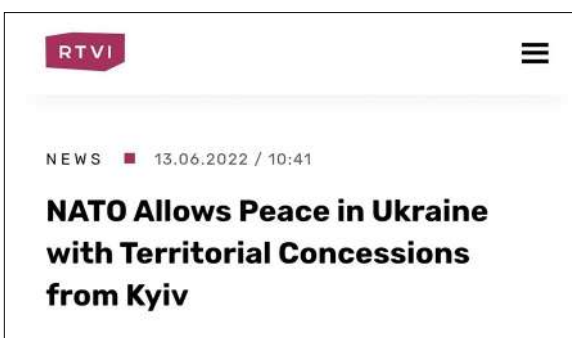 RTVI
NEWS 13.06.2022 / 10:41
NATO Allows Peace in Ukraine
with Territorial Concessions
from Kyiv